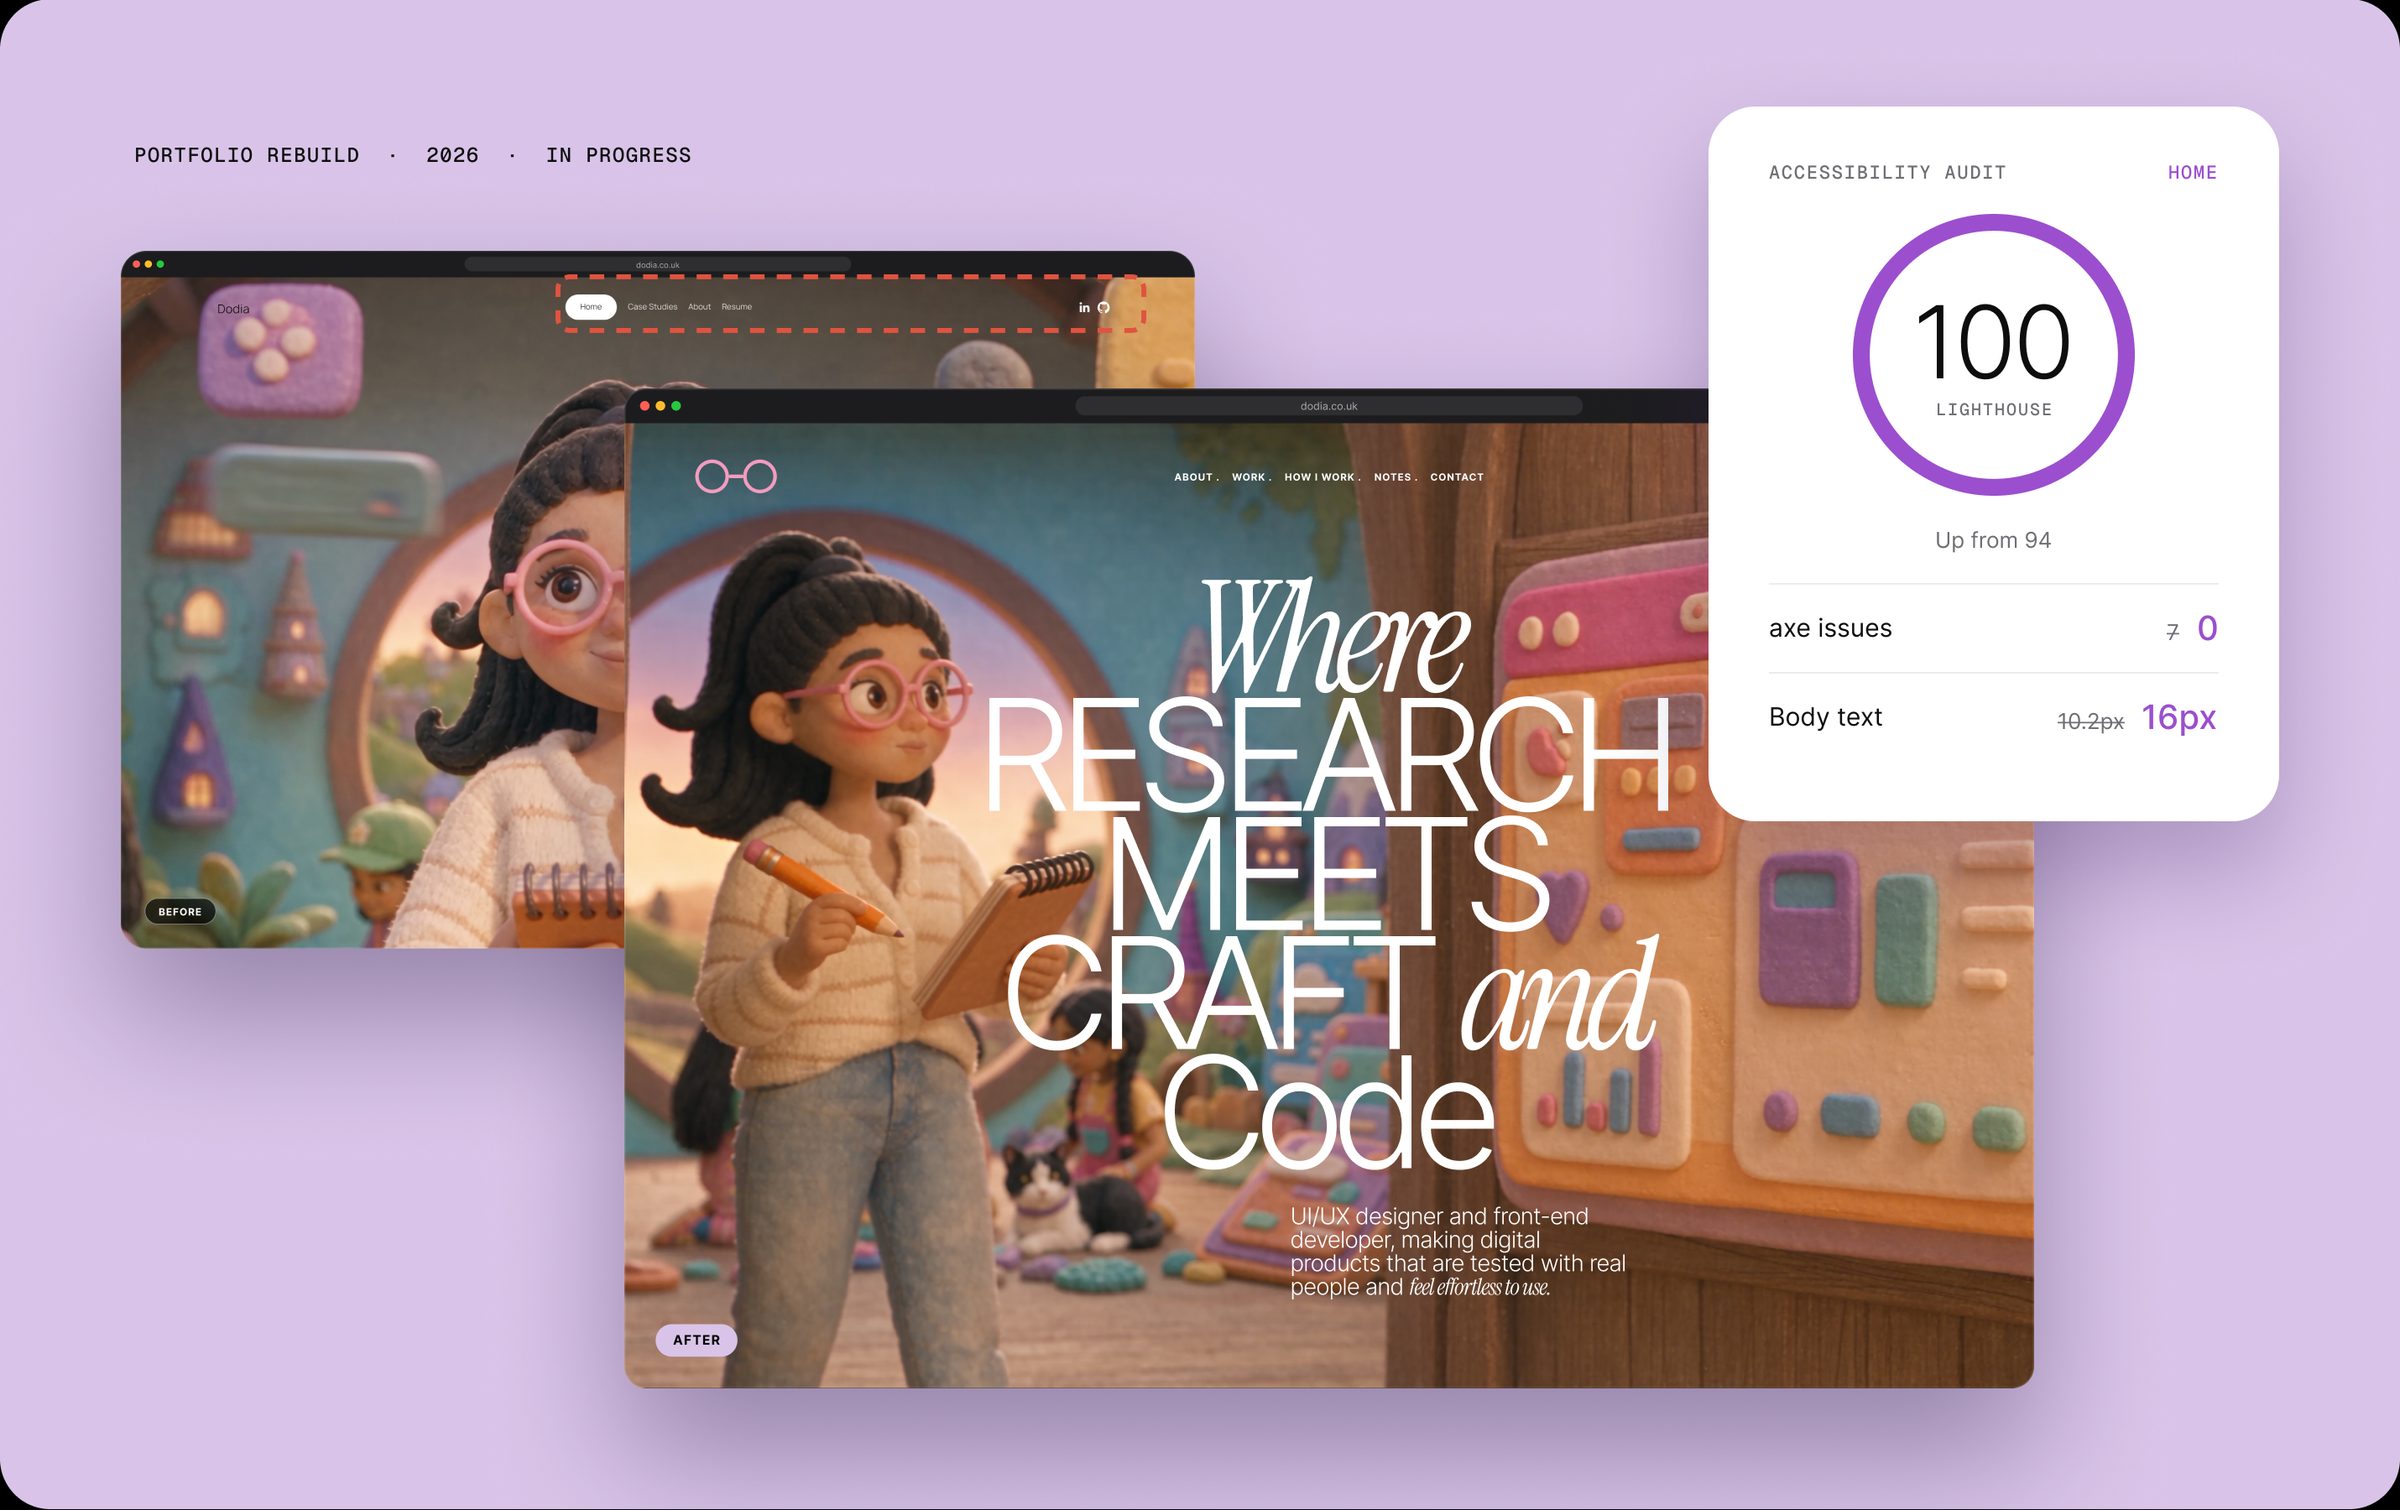 PORTFOLIO REBUILD · 2026 · IN PROGRESS
dodia.co.uk
Dodia
Home Case Studies About Resume in
BEFORE
dodia.co.uk
ABOUT . WORK . HOW I WORK . NOTES . CONTACT
Where
RESEARCH
MEETS
CRAFT and
Code
UI/UX designer and front-end
developer, making digital
products that are tested with real
people and feel effortless to use.
AFTER
ACCESSIBILITY AUDIT HOME
100
LIGHTHOUSE
Up from 94
axe issues 7 0
Body text 10.2px 16px